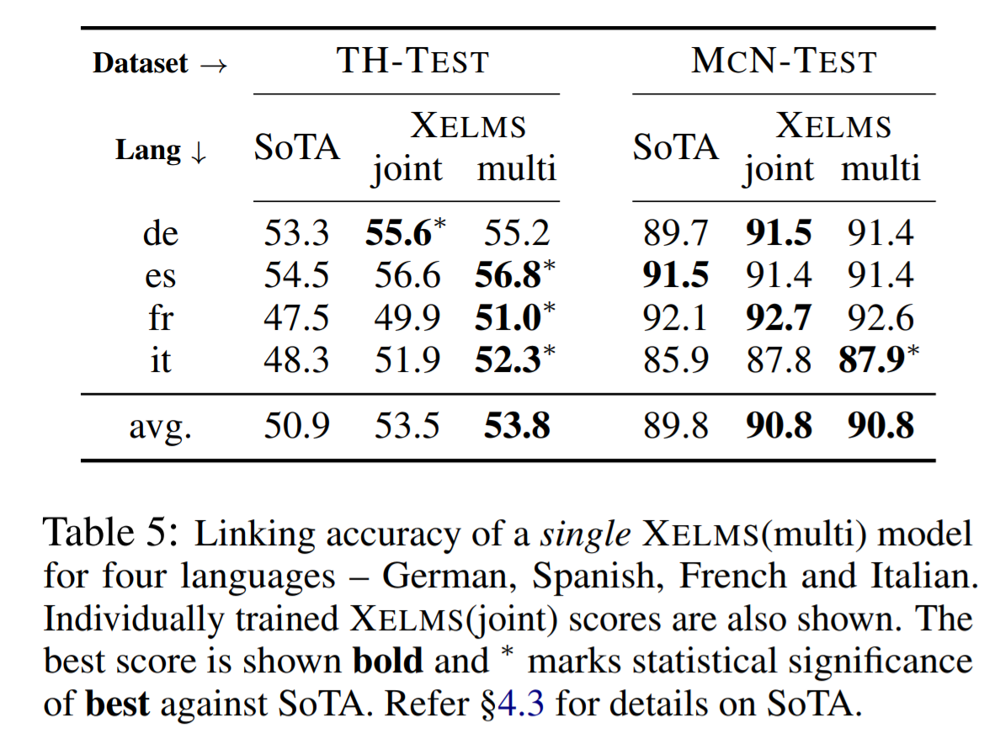 Dataset → TH-TEST MCN-TEST
Lang ↓ SoTA XELMS SoTA XELMS
joint multi joint multi
de 53.3 55.6* 55.2 89.7 91.5 91.4
es 54.5 56.6 56.8* 91.5 91.4 91.4
fr 47.5 49.9 51.0* 92.1 92.7 92.6
it 48.3 51.9 52.3* 85.9 87.8 87.9*
avg. 50.9 53.5 53.8 89.8 90.8 90.8
Table 5: Linking accuracy of a single XELMS(multi) model
for four languages – German, Spanish, French and Italian.
Individually trained XELMS(joint) scores are also shown. The
best score is shown bold and * marks statistical significance
of best against SoTA. Refer §4.3 for details on SoTA.